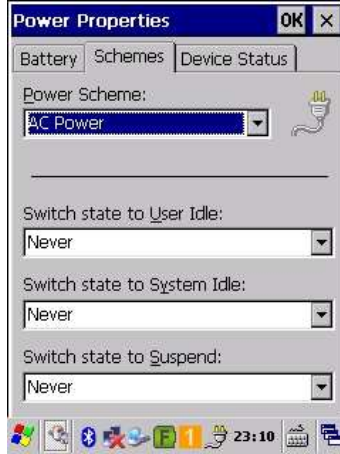 Power Properties OK ×
Battery Schemes Device Status
Power Scheme:
AC Power
Switch state to User Idle:
Never
Switch state to System Idle:
Never
Switch state to Suspend:
Never
F 1 23:10